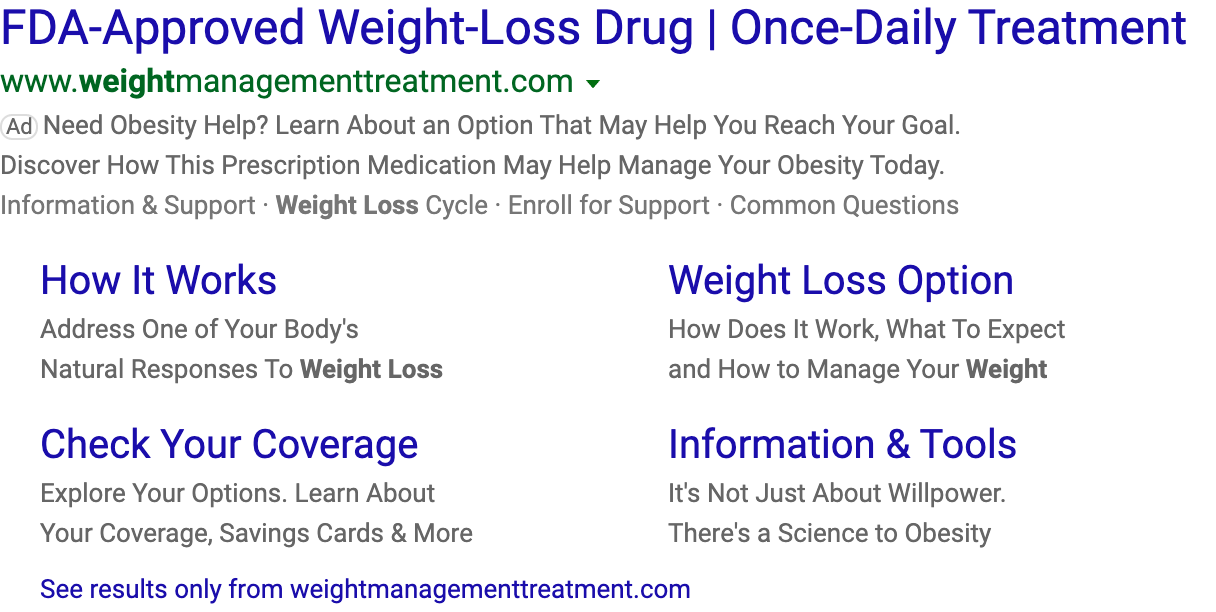 FDA-Approved Weight-Loss Drug | Once-Daily Treatment
www.weightmanagementtreatment.com
Ad Need Obesity Help? Learn About an Option That May Help You Reach Your Goal.
Discover How This Prescription Medication May Help Manage Your Obesity Today.
Information & Support · Weight Loss Cycle · Enroll for Support · Common Questions
How It Works
Address One of Your Body's
Natural Responses To Weight Loss
Weight Loss Option
How Does It Work, What To Expect
and How to Manage Your Weight
Check Your Coverage
Explore Your Options. Learn About
Your Coverage, Savings Cards & More
Information & Tools
It's Not Just About Willpower.
There's a Science to Obesity
See results only from weightmanagementtreatment.com